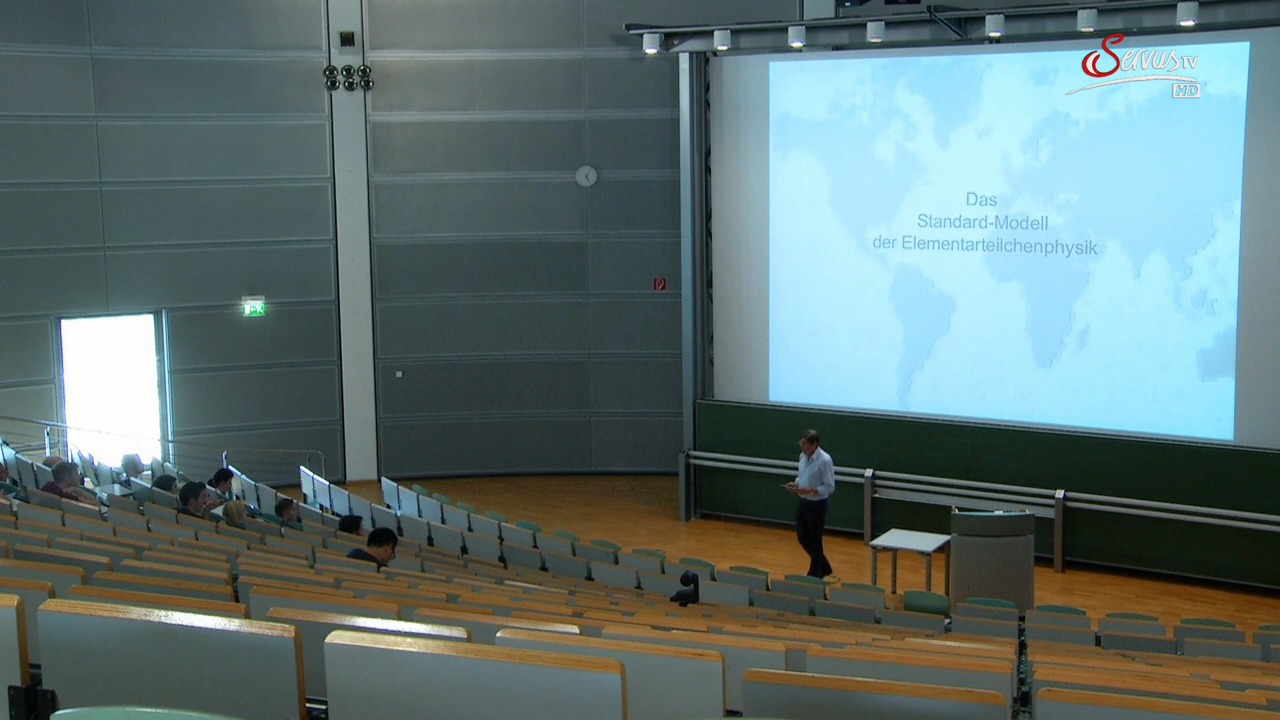 Servus TV
HD
Das
Standard-Modell
der Elementarteilchenphysik